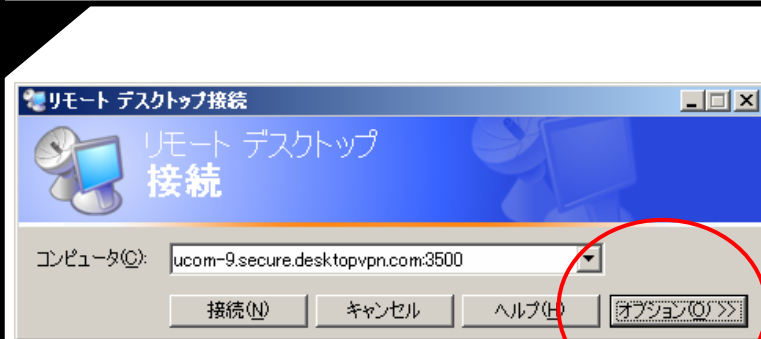 リモート デスクトップ接続
リモート デスクトップ
接続
コンピュータ(C): ucom-9.secure.desktopvpn.com:3500
接続(N) キャンセル ヘルプ(H) オプション(O) >>